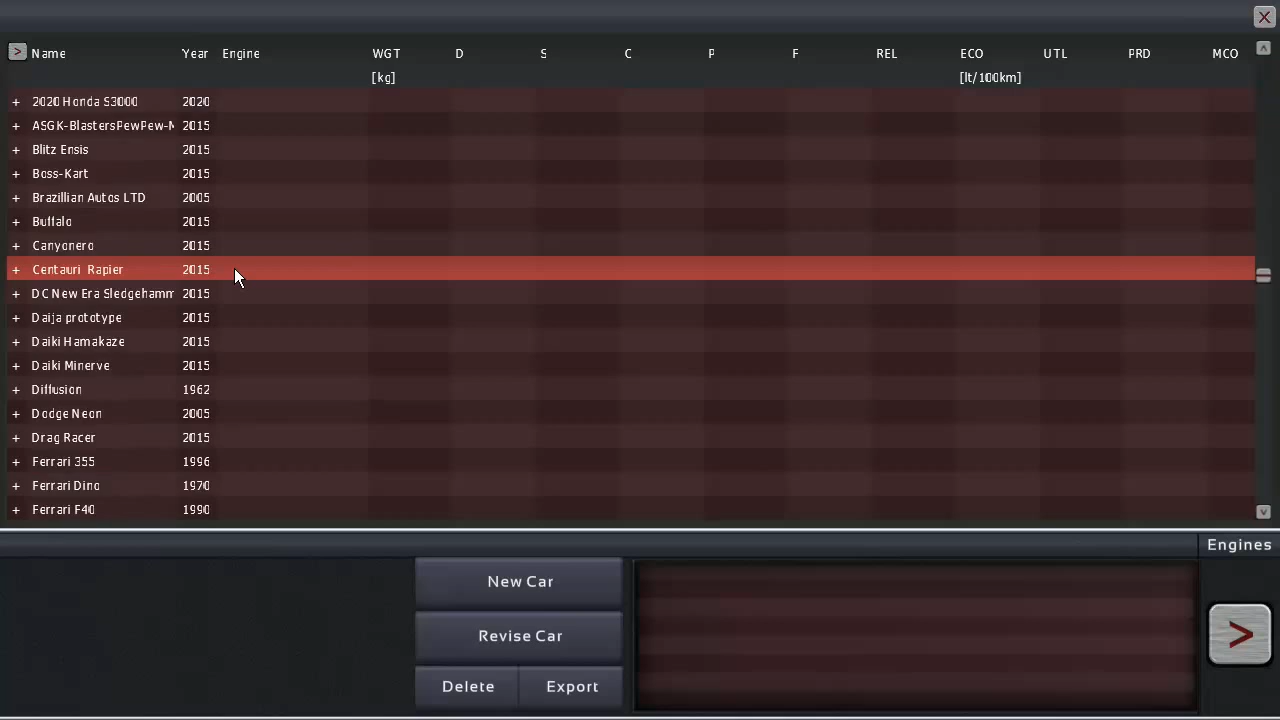 > Name Year Engine WGT D S C P F REL ECO UTL PRD MCO
[kg] [lt/100km]
+ 2020 Honda S3000 2020
+ ASGK-BlastersPewPew-M 2015
+ Blitz Ensis 2015
+ Boss-Kart 2015
+ Brazillian Autos LTD 2005
+ Buffalo 2015
+ Canyonero 2015
+ Centauri Rapier 2015
+ DC New Era Sledgehamm 2015
+ Daija prototype 2015
+ Daiki Hamakaze 2015
+ Daiki Minerve 2015
+ Diffusion 1962
+ Dodge Neon 2005
+ Drag Racer 2015
+ Ferrari 355 1996
+ Ferrari Dino 1970
+ Ferrari F40 1990
Engines
New Car
Revise Car
Delete Export
>